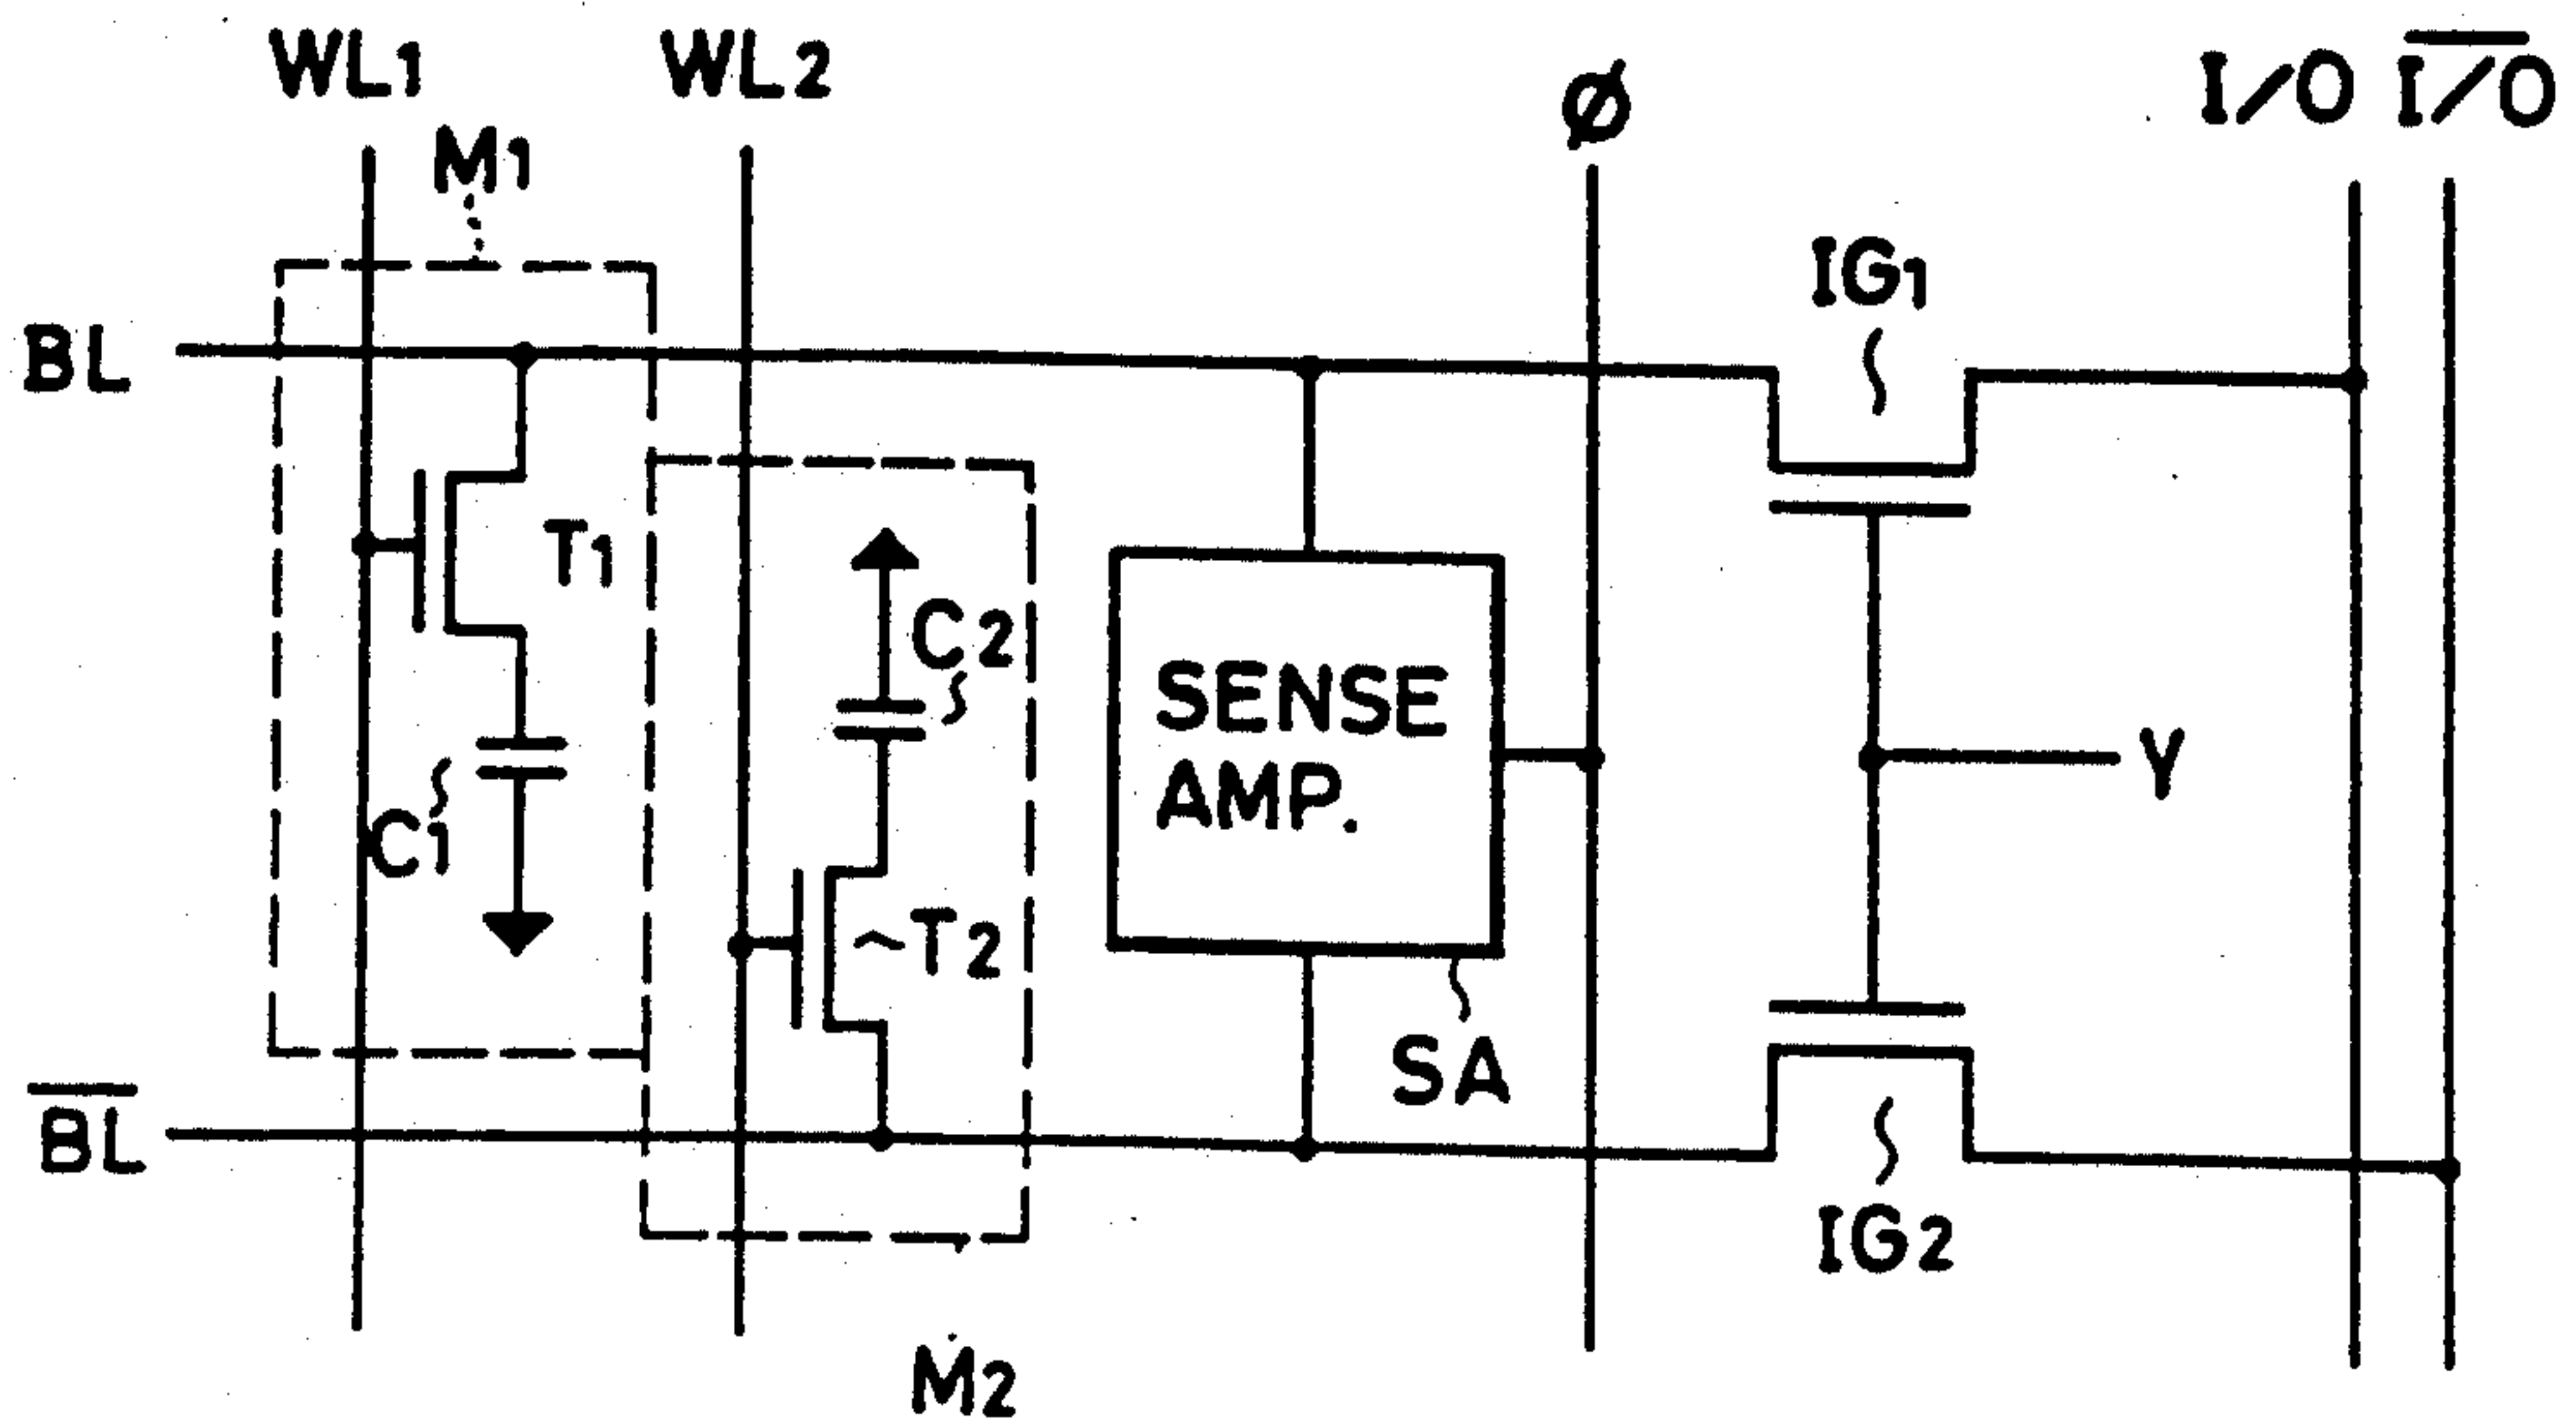 WL1 WL2 Ø I/O I/O
M1
IG1
BL
T1
C2
SENSE
AMP.
Y
C1
T2
SA
BL
IG2
M2